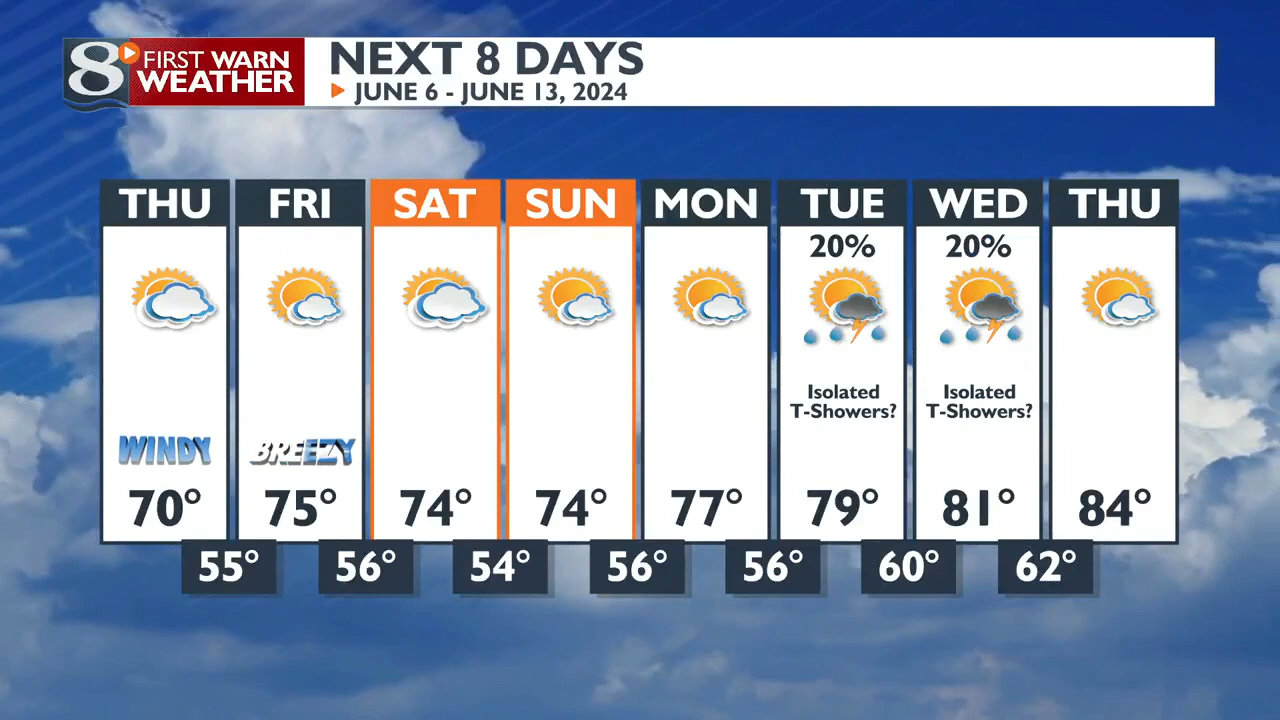 8 FIRST WARN
WEATHER
NEXT 8 DAYS
JUNE 6 - JUNE 13, 2024
THU FRI SAT SUN MON TUE WED THU
20% 20%
Isolated Isolated
T-Showers? T-Showers?
WINDY BREEZY
70° 75° 74° 74° 77° 79° 81° 84°
55° 56° 54° 56° 56° 60° 62°